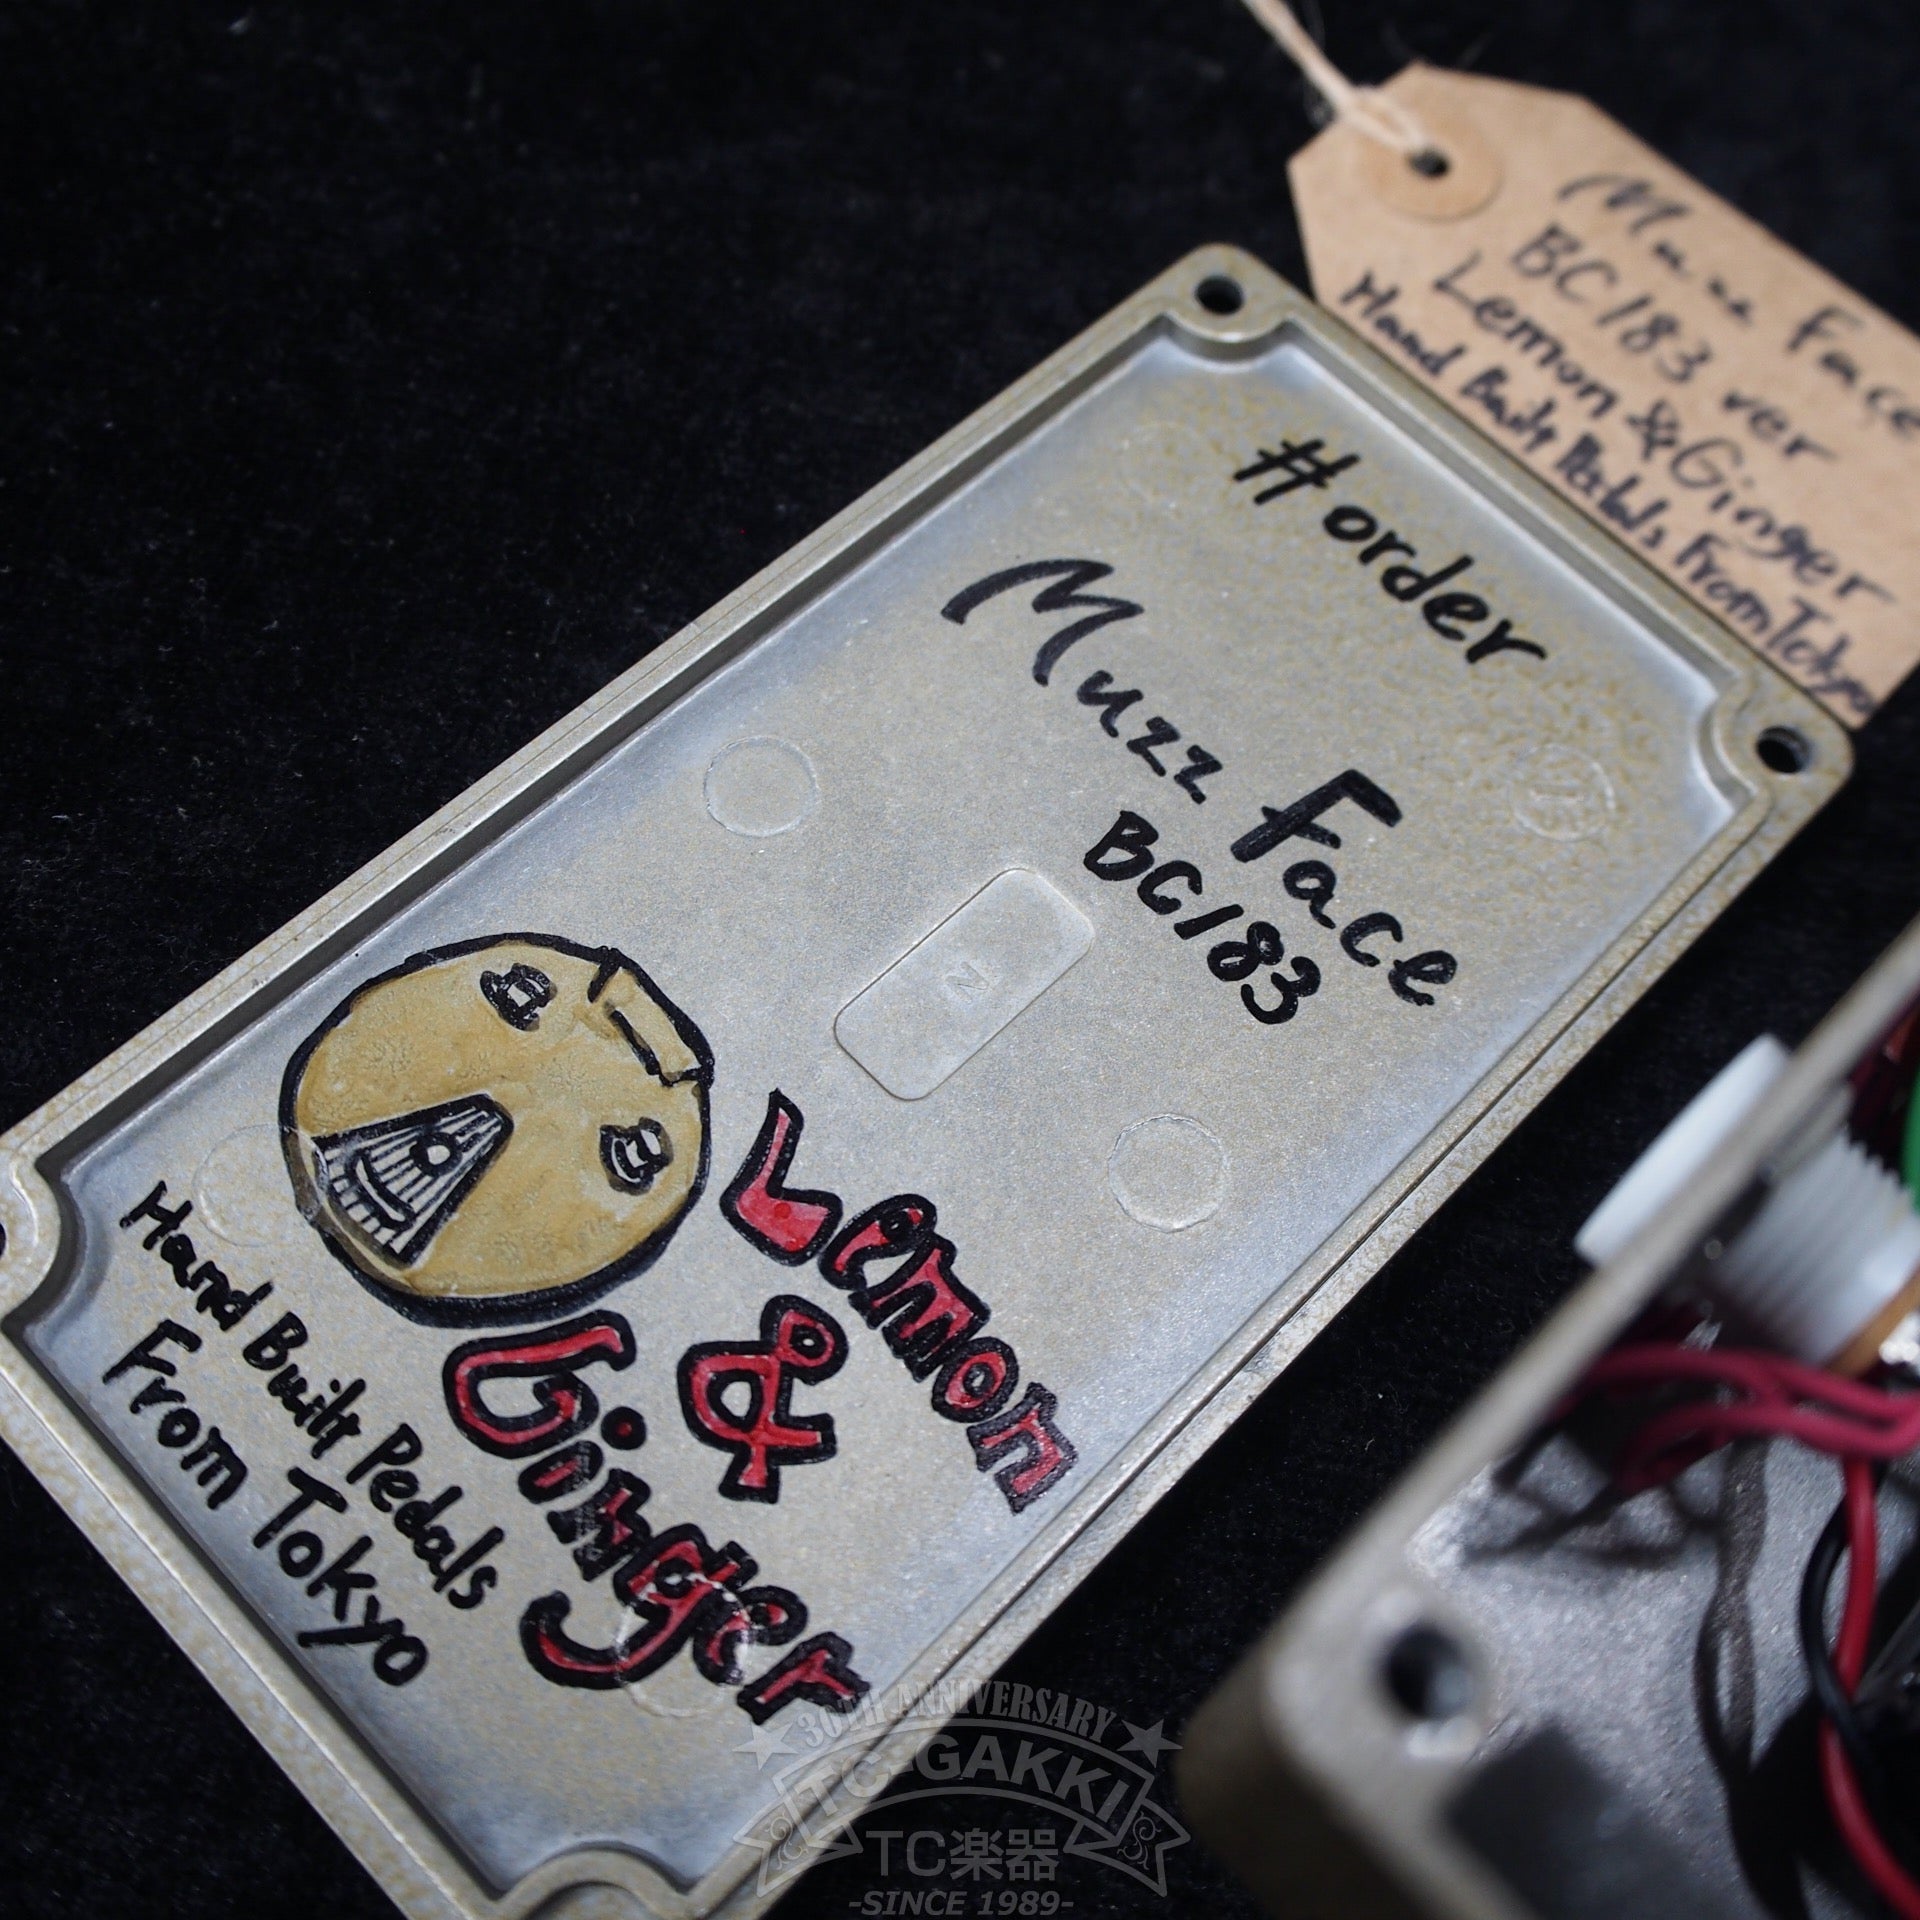 Muzz Face
BC183 ver
Lemon & Ginger
Hand Built Pedals From Tokyo
#order
Muzz Face
BC183
Lemon
&
Ginger
Hand Built Pedals
From Tokyo
30TH ANNIVERSARY
TC-GAKKI
TC楽器
-SINCE 1989-